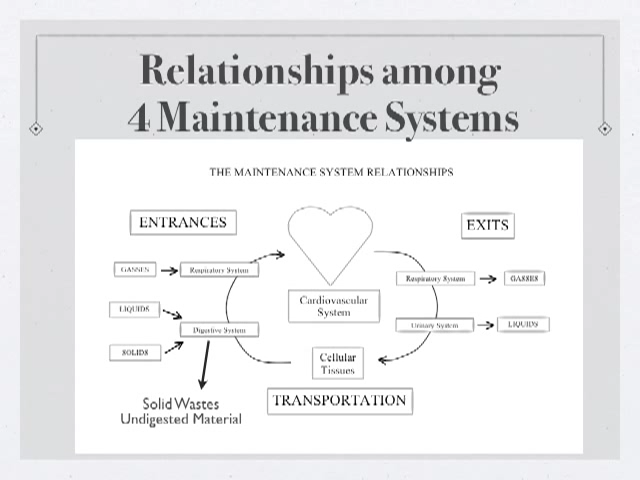 Relationships among
4 Maintenance Systems
THE MAINTENANCE SYSTEM RELATIONSHIPS
ENTRANCES
EXITS
GASSES
Respiratory System
Respiratory System
GASSES
Cardiovascular
System
LIQUIDS
Digestive System
Urinary System
LIQUIDS
SOLIDS
Cellular
Tissues
TRANSPORTATION
Solid Wastes
Undigested Material